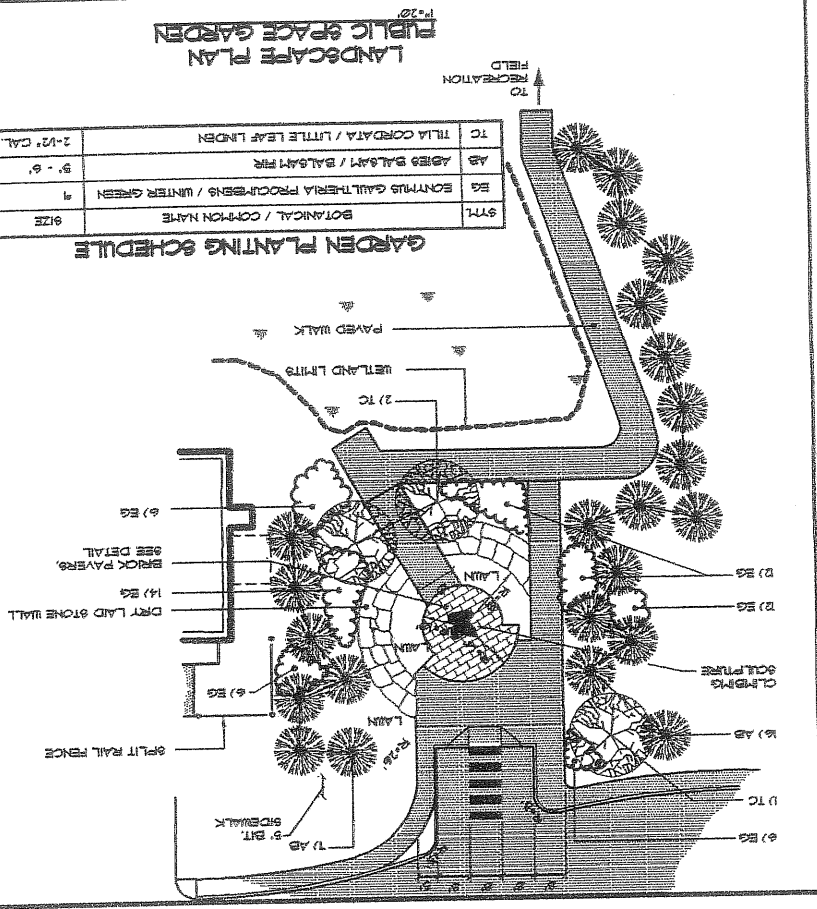 6) EG
1) TC
7) AB
5' BIT.
SIDEWALK
16) AB
SPLIT RAIL FENCE
R=26'
LAWN
CLIMBING
SCULPTURE
6) EG
LAWN
12) EG
DRY LAID STONE WALL
14) EG
12) EG
LAWN
BRICK PAVERS,
SEE DETAIL
6) EG
2) TC
WETLAND LIMITS
PAVED WALK
GARDEN PLANTING SCHEDULE
SYM. BOTANICAL / COMMON NAME SIZE
EG EONYMUS GAULTHERIA PROCUMBENS / WINTER GREEN
AB ABIES BALSAM / BALSAM FIR 5' - 6'
TC TILIA CORDATA / LITTLE LEAF LINDEN 2-1/2" CAL.
TO
RECREATION
FIELD
LANDSCAPE PLAN
PUBLIC SPACE GARDEN
1"=20'